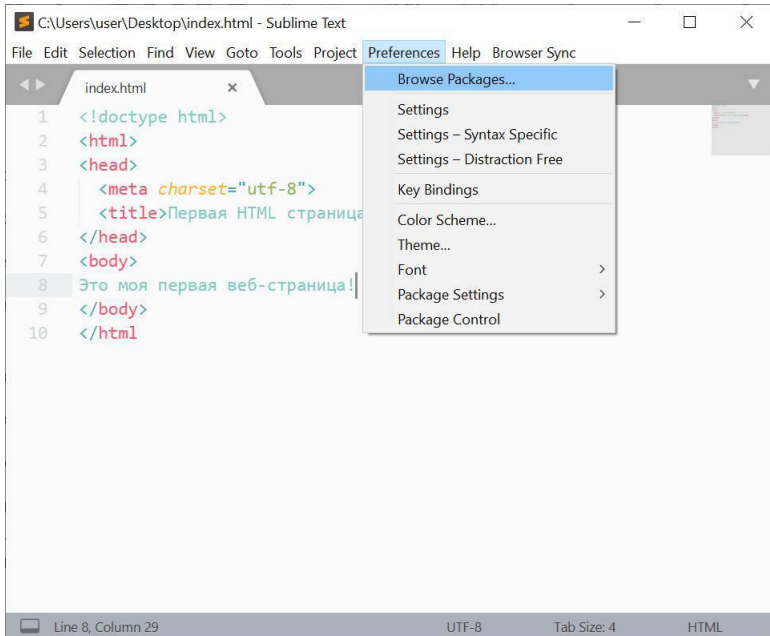 C:\Users\user\Desktop\index.html - Sublime Text
File Edit Selection Find View Goto Tools Project Preferences Help Browser Sync
index.html
Browse Packages...
Settings
Settings – Syntax Specific
Settings – Distraction Free
Key Bindings
Color Scheme...
Theme...
Font
Package Settings
Package Control
1 <!doctype html>
2 <html>
3 <head>
4 <meta charset="utf-8">
5 <title>Первая HTML страница
6 </head>
7 <body>
8 Это моя первая веб-страница!
9 </body>
10 </html
Line 8, Column 29 UTF-8 Tab Size: 4 HTML